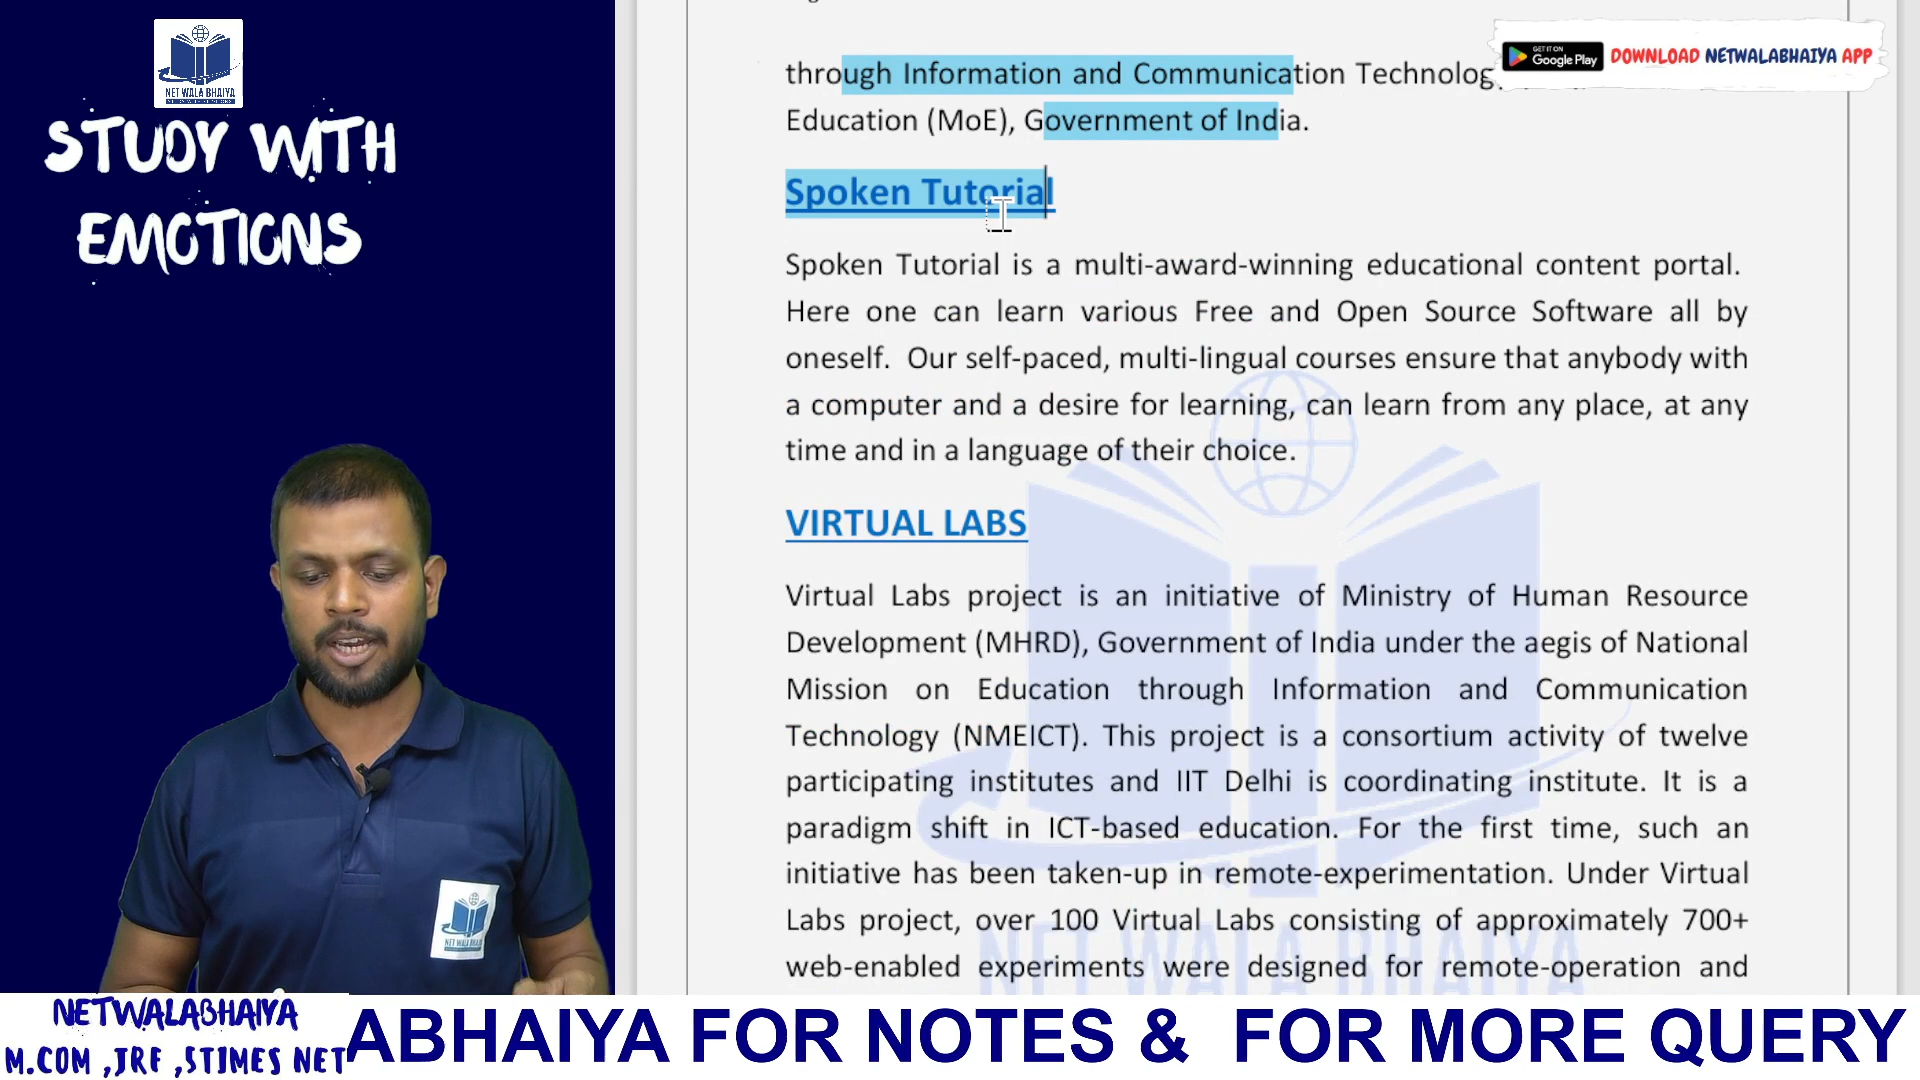 NET WALA BHAIYA
STUDY WITH
EMOTIONS
GET IT ON
Google Play
DOWNLOAD NETWALABHAIYA APP
through Information and Communication Technolog
Education (MoE), Government of India.
Spoken Tutorial
Spoken Tutorial is a multi-award-winning educational content portal.
Here one can learn various Free and Open Source Software all by
oneself. Our self-paced, multi-lingual courses ensure that anybody with
a computer and a desire for learning, can learn from any place, at any
time and in a language of their choice.
VIRTUAL LABS
Virtual Labs project is an initiative of Ministry of Human Resource
Development (MHRD), Government of India under the aegis of National
Mission on Education through Information and Communication
Technology (NMEICT). This project is a consortium activity of twelve
participating institutes and IIT Delhi is coordinating institute. It is a
paradigm shift in ICT-based education. For the first time, such an
initiative has been taken-up in remote-experimentation. Under Virtual
Labs project, over 100 Virtual Labs consisting of approximately 700+
web-enabled experiments were designed for remote-operation and
NET WALA BHAIYA
NET WALA BHAIYA
NETWALABHAIYA
M.COM ,JRF ,5TIMES NET
ABHAIYA FOR NOTES & FOR MORE QUERY